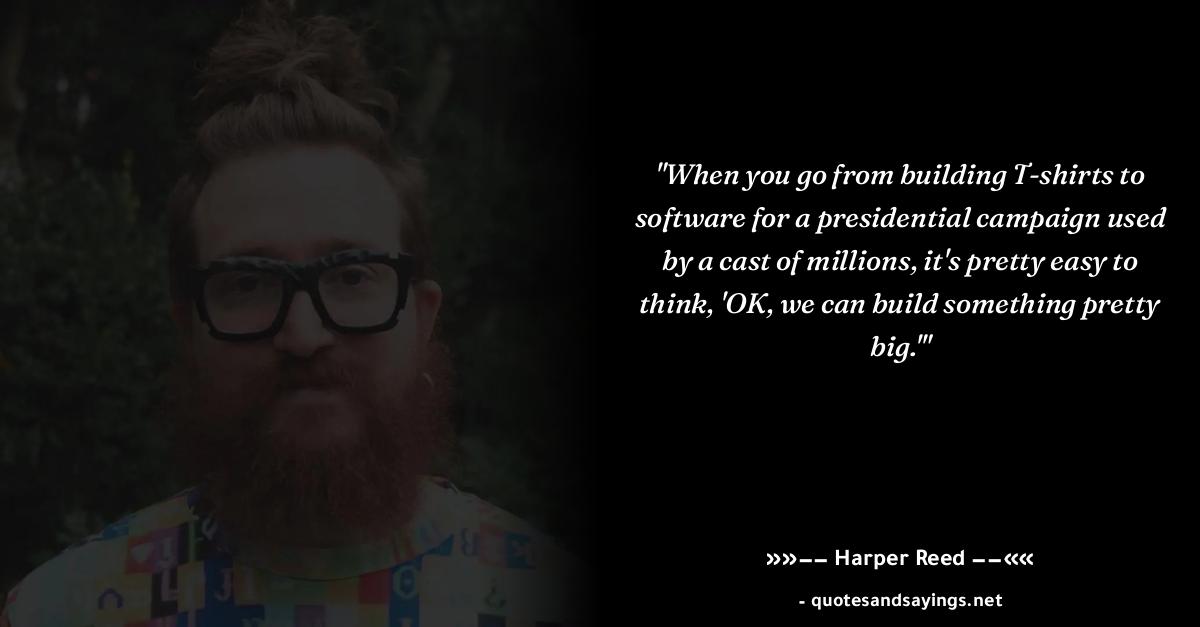 "When you go from building T-shirts to
software for a presidential campaign used
by a cast of millions, it's pretty easy to
think, 'OK, we can build something pretty
big.'"
»»—— Harper Reed ——««
- quotesandsayings.net